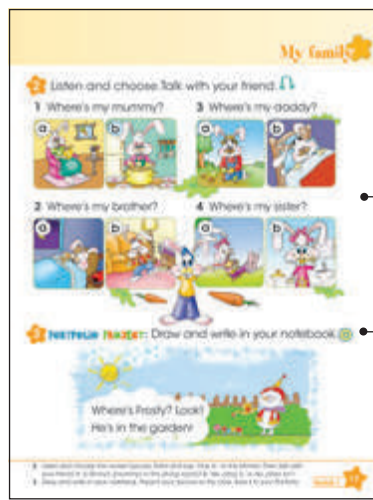 My family
2 Listen and choose. Talk with your friend.
1 Where's my mummy?
a
b
3 Where's my daddy?
a
b
2 Where's my brother?
a
b
4 Where's my sister?
a
b
3 Draw and write in your notebook.
Where's Frosty? Look!
He's in the garden!